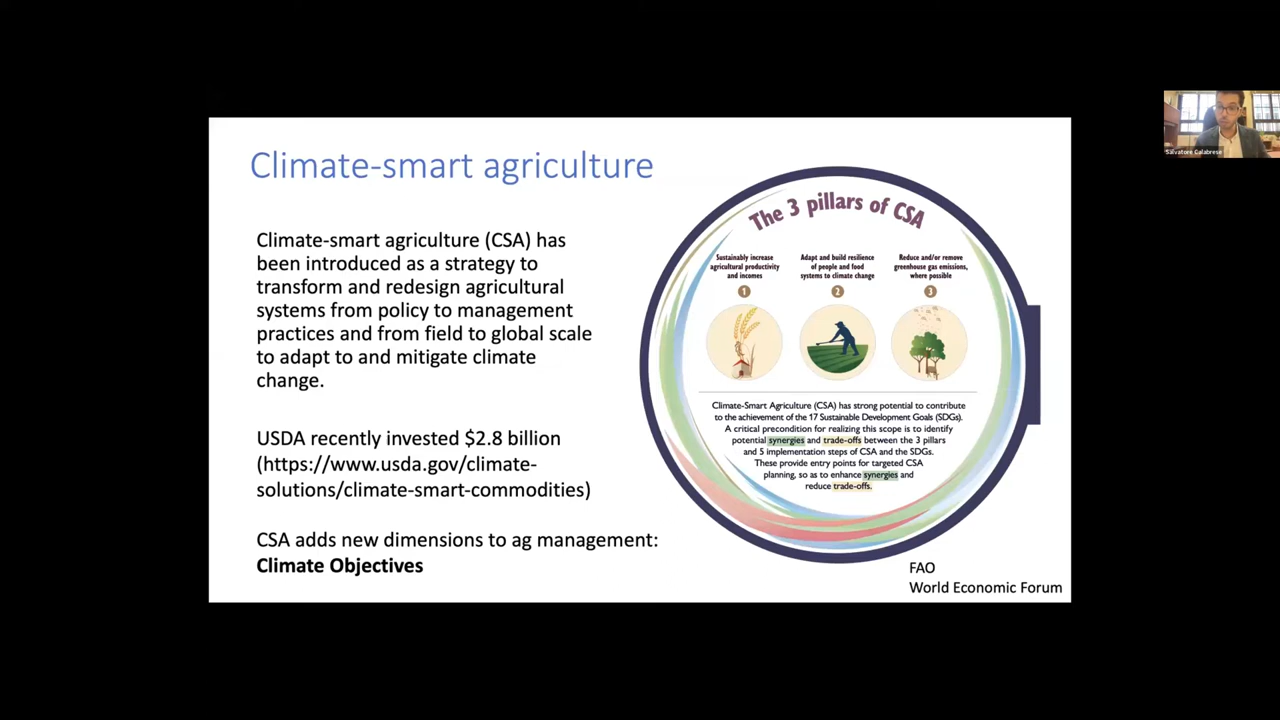 Climate-smart agriculture
Climate-smart agriculture (CSA) has
been introduced as a strategy to
transform and redesign agricultural
systems from policy to management
practices and from field to global scale
to adapt to and mitigate climate
change.
USDA recently invested $2.8 billion
(https://www.usda.gov/climate-
solutions/climate-smart-commodities)
CSA adds new dimensions to ag management:
Climate Objectives
The 3 pillars of CSA
Sustainably increase
agricultural productivity
and incomes
1
Adapt and build resilience
of people and food
systems to climate change
2
Reduce and/or remove
greenhouse gas emissions,
where possible
3
Climate-Smart Agriculture (CSA) has strong potential to contribute
to the achievement of the 17 Sustainable Development Goals (SDGs).
A critical precondition for realizing this scope is to identify
potential synergies and trade-offs between the 3 pillars
and 5 implementation steps of CSA and the SDGs.
These provide entry points for targeted CSA
planning, so as to enhance synergies and
reduce trade-offs.
FAO
World Economic Forum
Salvatore Calabrese